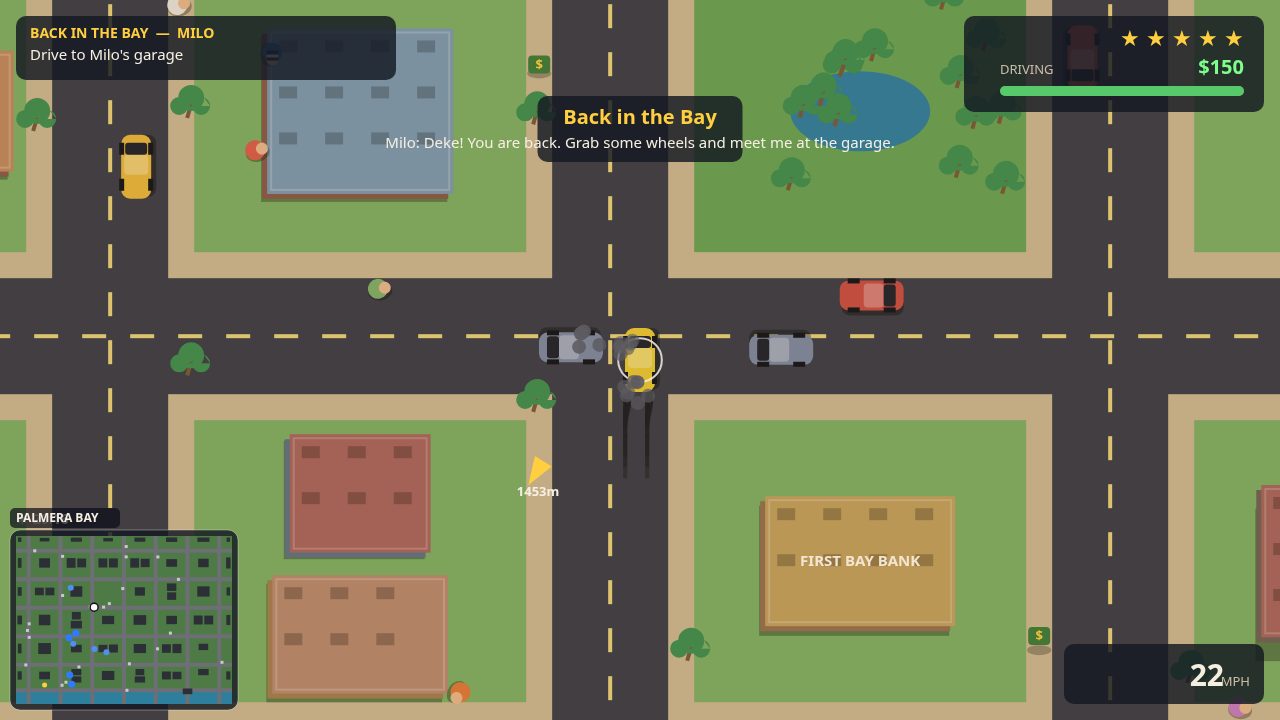 BACK IN THE BAY — MILO
Drive to Milo's garage
★ ★ ★ ★ ★
DRIVING $150
$
Back in the Bay
Milo: Deke! You are back. Grab some wheels and meet me at the garage.
1453m
PALMERA BAY
FIRST BAY BANK
$
22 MPH